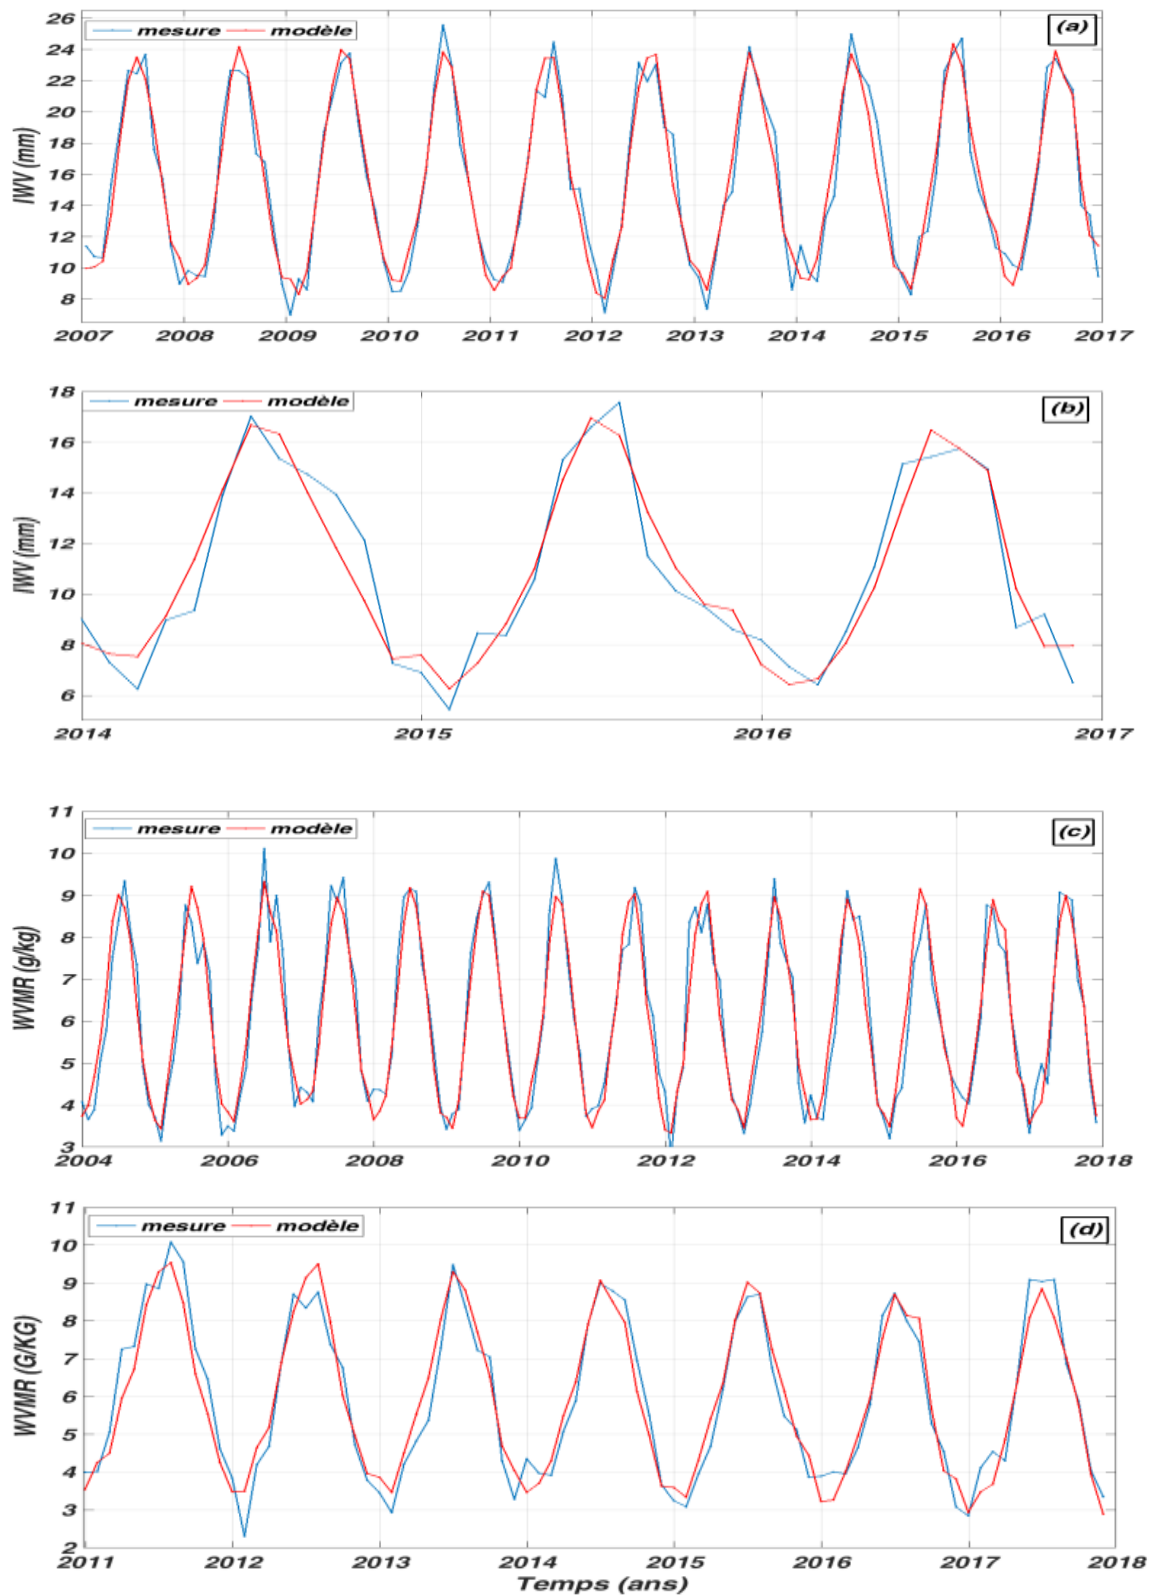 mesure modèle
(a)
IWV (mm)
26
24
22
20
18
16
14
12
10
8
2007 2008 2009 2010 2011 2012 2013 2014 2015 2016 2017
mesure modèle
(b)
IWV (mm)
18
16
14
12
10
8
6
2014 2015 2016 2017
mesure modèle
(c)
WVMR (g/kg)
11
10
9
8
7
6
5
4
3
2004 2006 2008 2010 2012 2014 2016 2018
mesure modèle
(d)
WVMR (G/KG)
11
10
9
8
7
6
5
4
3
2
2011 2012 2013 2014 2015 2016 2017 2018
Temps (ans)